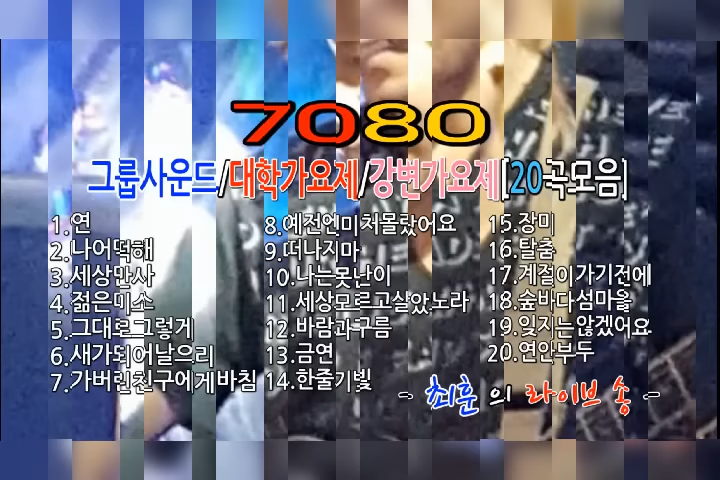 7080
그룹사운드/대학가요제/강변가요제[20곡모음]
1.연
2.나어떡해
3.세상만사
4.젊은미소
5.그대로그렇게
6.새가되어날으리
7.가버린친구에게바침
8.예전엔미처몰랐어요
9.떠나지마
10.나는못난이
11.세상모르고살았노라
12.바람과구름
13.금연
14.한줄기빛
15.장미
16.탈춤
17.계절이가기전에
18.숲바다섬마을
19.잊지는않겠어요
20.연안부두
- 최훈의 라이브 송 -